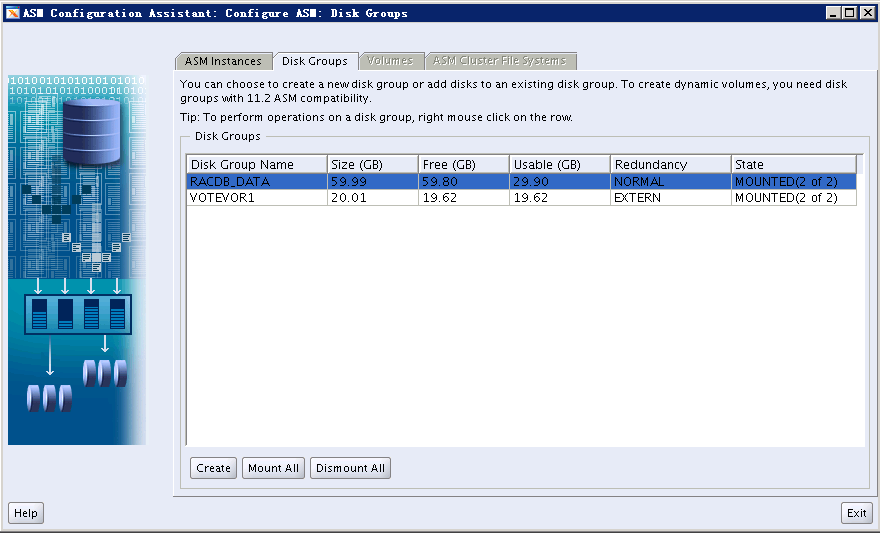 ASM Configuration Assistant: Configure ASM: Disk Groups
ASM Instances Disk Groups Volumes ASM Cluster File Systems
You can choose to create a new disk group or add disks to an existing disk group. To create dynamic volumes, you need disk
groups with 11.2 ASM compatibility.
Tip: To perform operations on a disk group, right mouse click on the row.
Disk Groups
Disk Group Name Size (GB) Free (GB) Usable (GB) Redundancy State
RACDB_DATA 59.99 59.80 29.90 NORMAL MOUNTED(2 of 2)
VOTEVOR1 20.01 19.62 19.62 EXTERN MOUNTED(2 of 2)
Create Mount All Dismount All
Help Exit